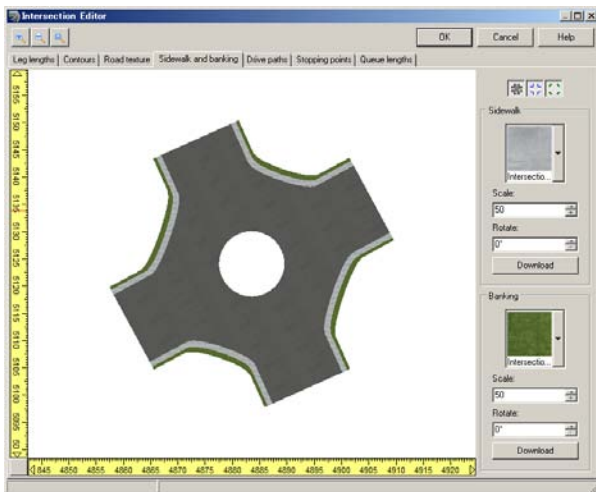 Intersection Editor
OK Cancel Help
Leg lengths Contours Road texture Sidewalk and banking Drive paths Stopping points Queue lengths
Sidewalk
Intersectio...
Scale:
50
Rotate:
0°
Download
Banking
Intersectio...
Scale:
50
Rotate:
0°
Download
5155
5150
5145
5140
5135
5130
5125
5120
5115
5110
5105
5100
5095
50
4845 4850 4855 4860 4865 4870 4875 4880 4885 4890 4895 4900 4905 4910 4915 4920